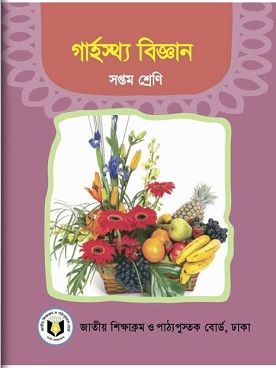 গার্হস্থ্য বিজ্ঞান
সপ্তম শ্রেণি
জাতীয় শিক্ষাক্রম ও পাঠ্যপুস্তক বোর্ড, ঢাকা